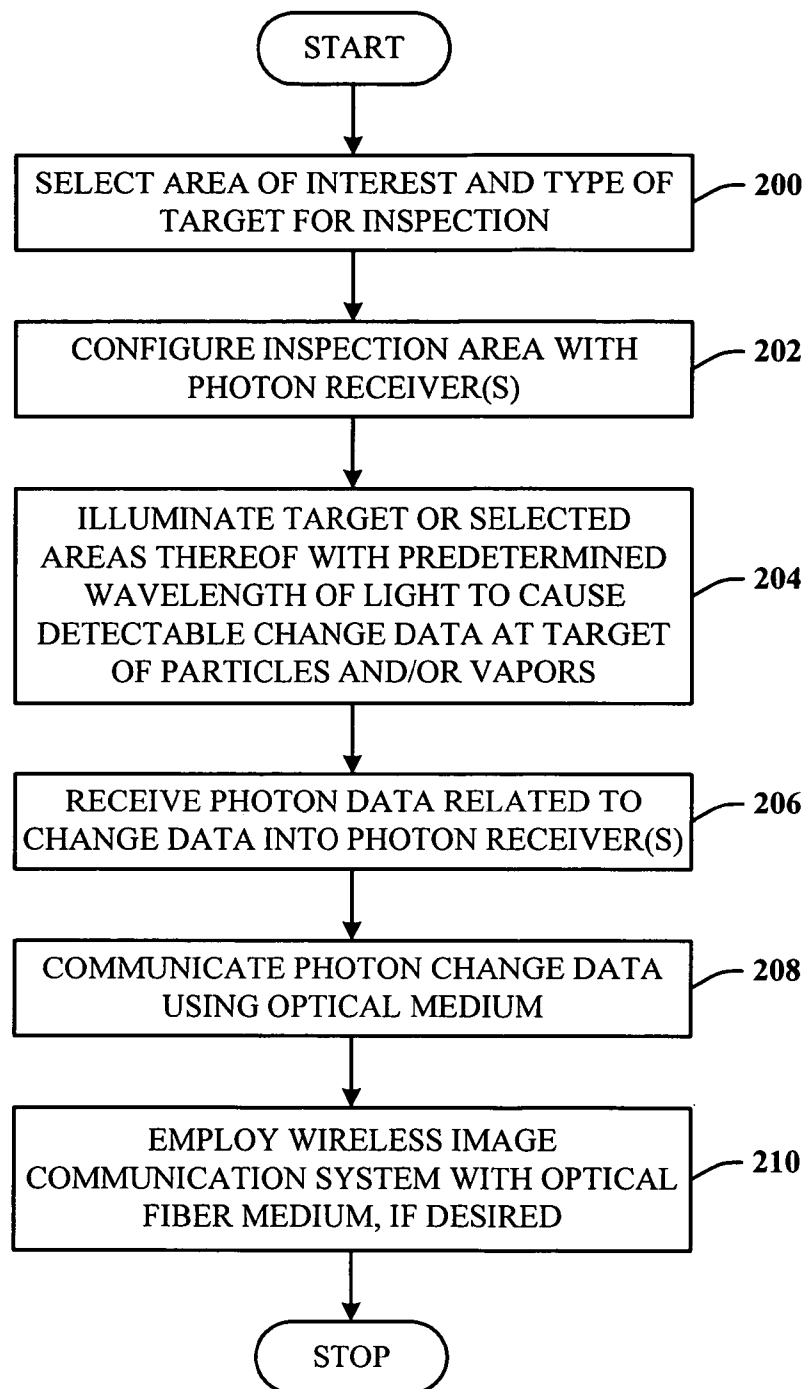 START
SELECT AREA OF INTEREST AND TYPE OF
TARGET FOR INSPECTION
200
CONFIGURE INSPECTION AREA WITH
PHOTON RECEIVER(S)
202
ILLUMINATE TARGET OR SELECTED
AREAS THEREOF WITH PREDETERMINED
WAVELENGTH OF LIGHT TO CAUSE
DETECTABLE CHANGE DATA AT TARGET
OF PARTICLES AND/OR VAPORS
204
RECEIVE PHOTON DATA RELATED TO
CHANGE DATA INTO PHOTON RECEIVER(S)
206
COMMUNICATE PHOTON CHANGE DATA
USING OPTICAL MEDIUM
208
EMPLOY WIRELESS IMAGE
COMMUNICATION SYSTEM WITH OPTICAL
FIBER MEDIUM, IF DESIRED
210
STOP